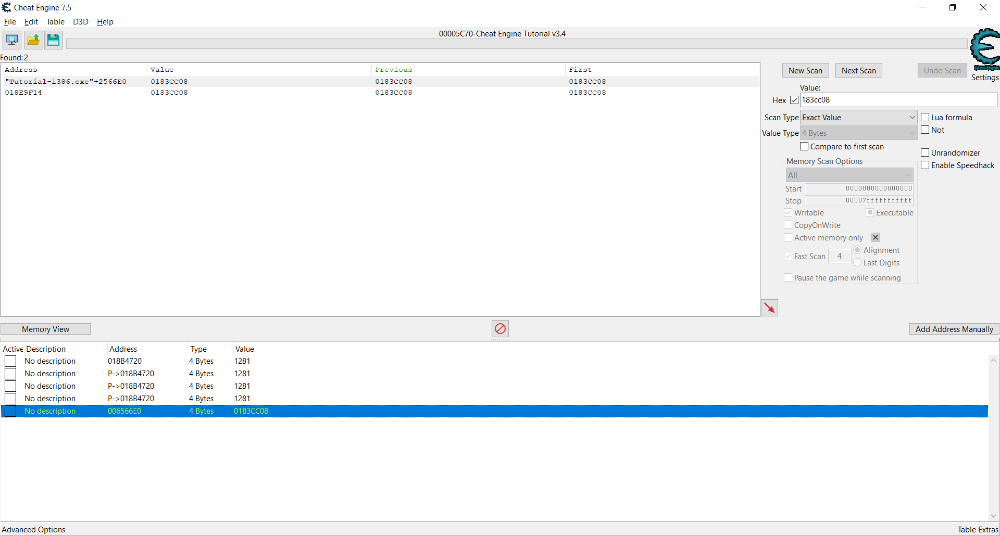 Cheat Engine 7.5
File Edit Table D3D Help
00005C70-Cheat Engine Tutorial v3.4
Found: 2
Address Value Previous First
"Tutorial-i386.exe"+2566E0 0183CC08 0183CC08 0183CC08
018E9F14 0183CC08 0183CC08 0183CC08
Cheat Engine
Settings
New Scan Next Scan Undo Scan
Value:
Hex 183cc08
Scan Type Exact Value Lua formula
Value Type 4 Bytes Not
Compare to first scan
Unrandomizer
Enable Speedhack
Memory Scan Options
All
Start 0000000000000000
Stop 00007fffffffffff
Writable Executable
CopyOnWrite
Active memory only
Fast Scan 4 Alignment
Last Digits
Pause the game while scanning
Memory View Add Address Manually
Active Description Address Type Value
No description 018B4720 4 Bytes 1281
No description P->018B4720 4 Bytes 1281
No description P->018B4720 4 Bytes 1281
No description P->018B4720 4 Bytes 1281
No description 006566E0 4 Bytes 0183CC08
Advanced Options Table Extras